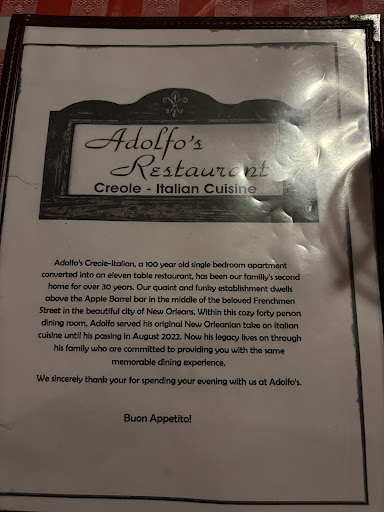 Adolfo's
Restaurant
Creole - Italian Cuisine
Adolfo's Creole-Italian, a 100 year old single bedroom apartment
converted into an eleven table restaurant, has been our familly's second
home for over 30 years. Our quaint and funky establishment dwells
above the Apple Barrel bar in the middle of the beloved Frenchmen
Street in the beautiful city of New Orleans. Within this cozy forty person
dining room, Adolfo served his original New Orleanian take on Italian
cuisine until his passing in August 2022. Now his legacy lives on through
his family who are committed to providing you with the same
memorable dining experience.
We sincerely thank your for spending your evening with us at Adolfo's.
Buon Appetito!